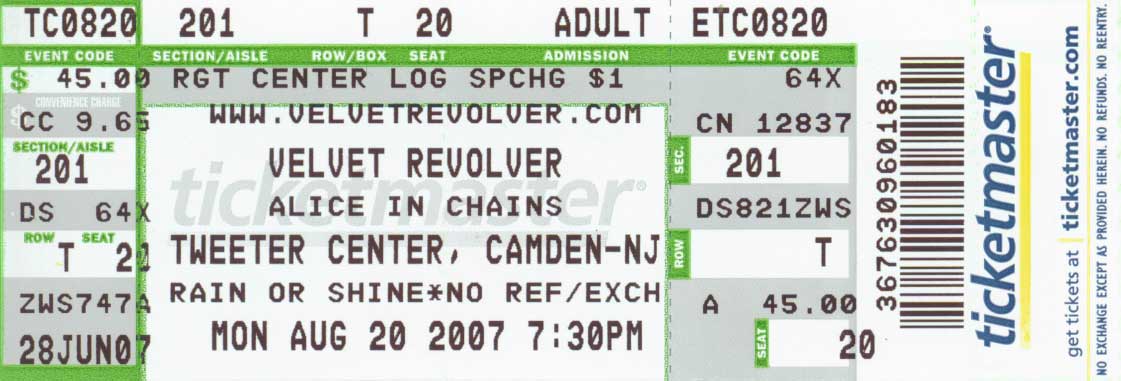 TC0820 201 T 20 ADULT ETC0820
EVENT CODE SECTION/AISLE ROW/BOX SEAT ADMISSION EVENT CODE
$ 45.00 RGT CENTER LOG SPCHG $1 64X
$ CONVENIENCE CHARGE
WWW.VELVETREVOLVER.COM
CC 9.65 CN 12837
SECTION/AISLE
201 VELVET REVOLVER SEC. 201
ticketmaster
DS 64X ALICE IN CHAINS DS821ZWS
ROW SEAT
T 2 TWEETER CENTER, CAMDEN-NJ ROW T
ZWS747A RAIN OR SHINE*NO REF/EXCH A 45.00
28JUN07 MON AUG 20 2007 7:30PM SEAT 20
367630960183
ticketmaster
get tickets at ticketmaster.com
NO EXCHANGE EXCEPT AS PROVIDED HEREIN. NO REFUNDS. NO REENTRY.